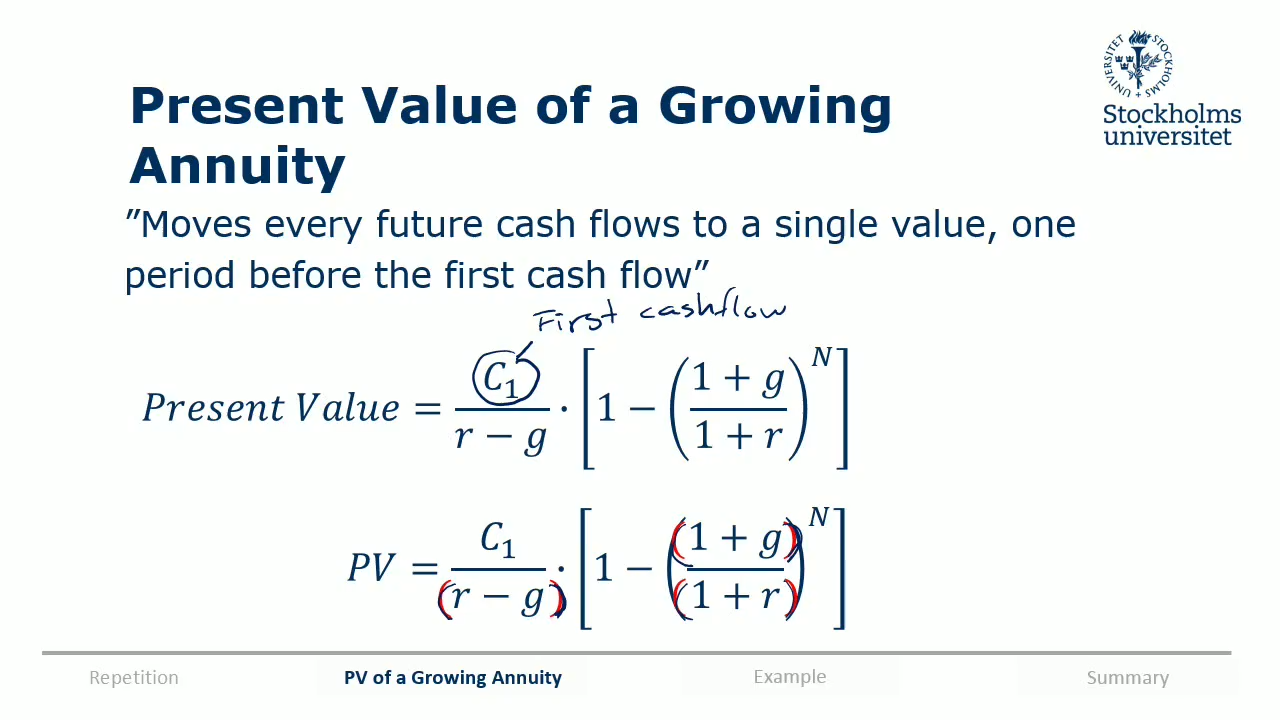 UNIVERSITET STOCKHOLMS
Stockholms
universitet
Present Value of a Growing
Annuity
”Moves every future cash flows to a single value, one
period before the first cash flow”
First cashflow
Present Value = C₁ / (r − g) · [1 − ((1 + g) / (1 + r))ᴺ]
PV = C₁ / (r − g) · [1 − ((1 + g) / (1 + r))ᴺ]
Repetition PV of a Growing Annuity Example Summary